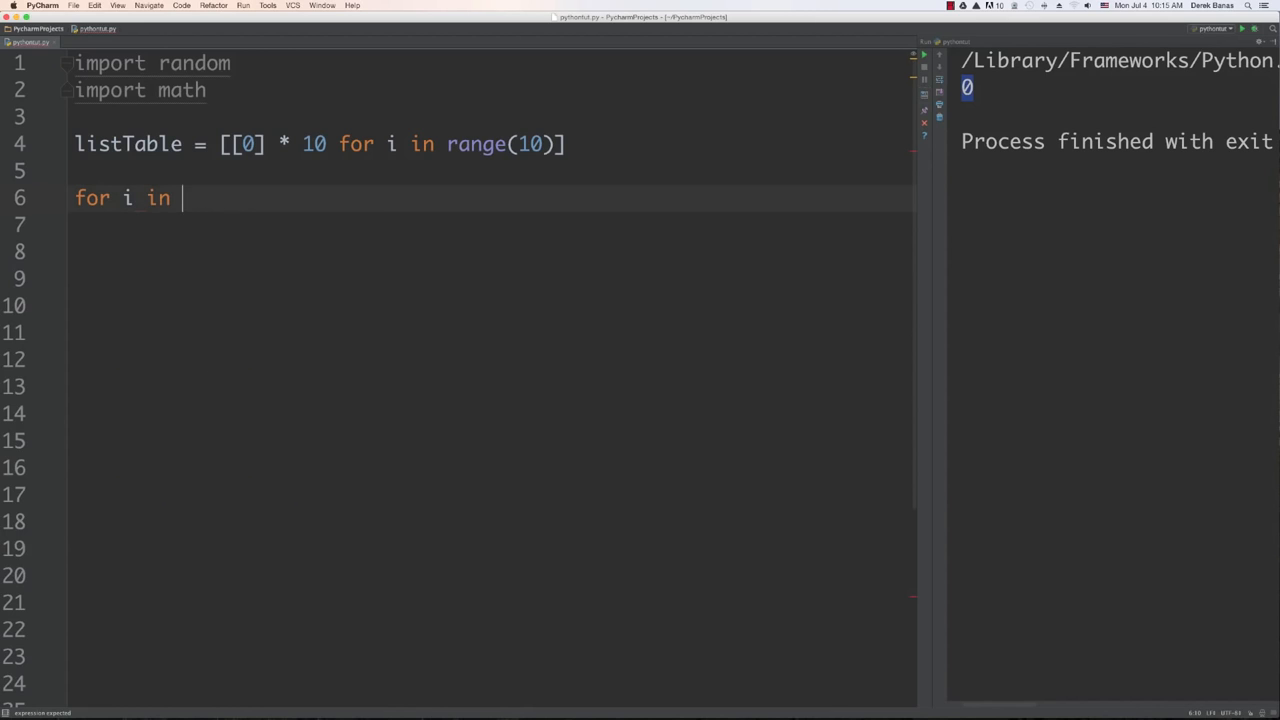 PyCharm File Edit View Navigate Code Refactor Run Tools VCS Window Help
10 Mon Jul 4 10:15 AM Derek Banas
pythontut.py - PycharmProjects - [~/PycharmProjects]
PycharmProjects pythontut.py
pythontut
pythontut.py
Run pythontut
1 import random
2 import math
3
4 listTable = [[0] * 10 for i in range(10)]
5
6 for i in
7
8
9
10
11
12
13
14
15
16
17
18
19
20
21
22
23
24
/Library/Frameworks/Python.
0
Process finished with exit
expression expected
6:10 LF‡ UTF-8‡